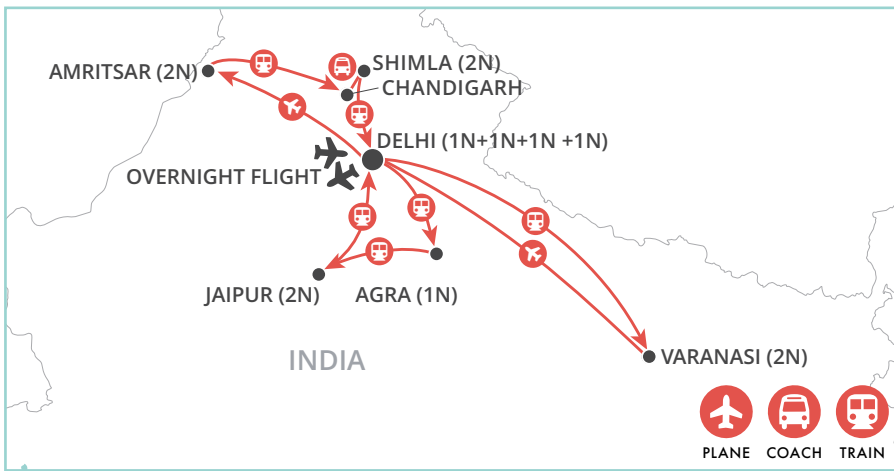 AMRITSAR (2N)
SHIMLA (2N)
CHANDIGARH
DELHI (1N+1N+1N +1N)
OVERNIGHT FLIGHT
JAIPUR (2N)
AGRA (1N)
INDIA
VARANASI (2N)
PLANE COACH TRAIN